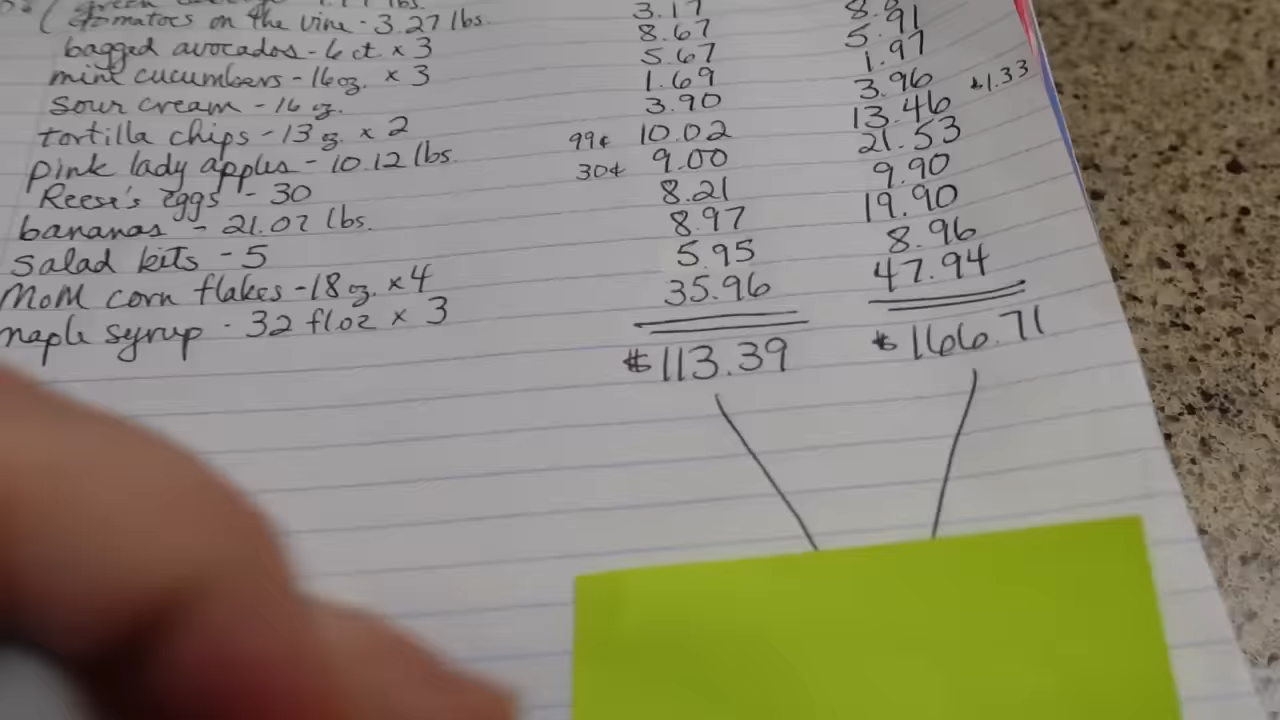 green lbs.
(tomatoes on the vine - 3.27 lbs. 3.17
bagged avocados - 6 ct x 3 8.67
mini cucumbers - 16 oz. x 3 5.67 5.91
sour cream - 16 oz. 1.69 1.97
tortilla chips - 13 oz. x 2 3.90 3.96
pink lady apples - 10.12 lbs. 99¢ 10.02 13.46 $1.33
Reese's eggs - 30 30¢ 9.00 21.53
bananas - 21.07 lbs. 8.21 9.90
salad kits - 5 8.97 19.90
MOM corn flakes - 18 oz. x 4 5.95 8.96
maple syrup - 32 fl oz x 3 35.96 47.94
$113.39 $166.71